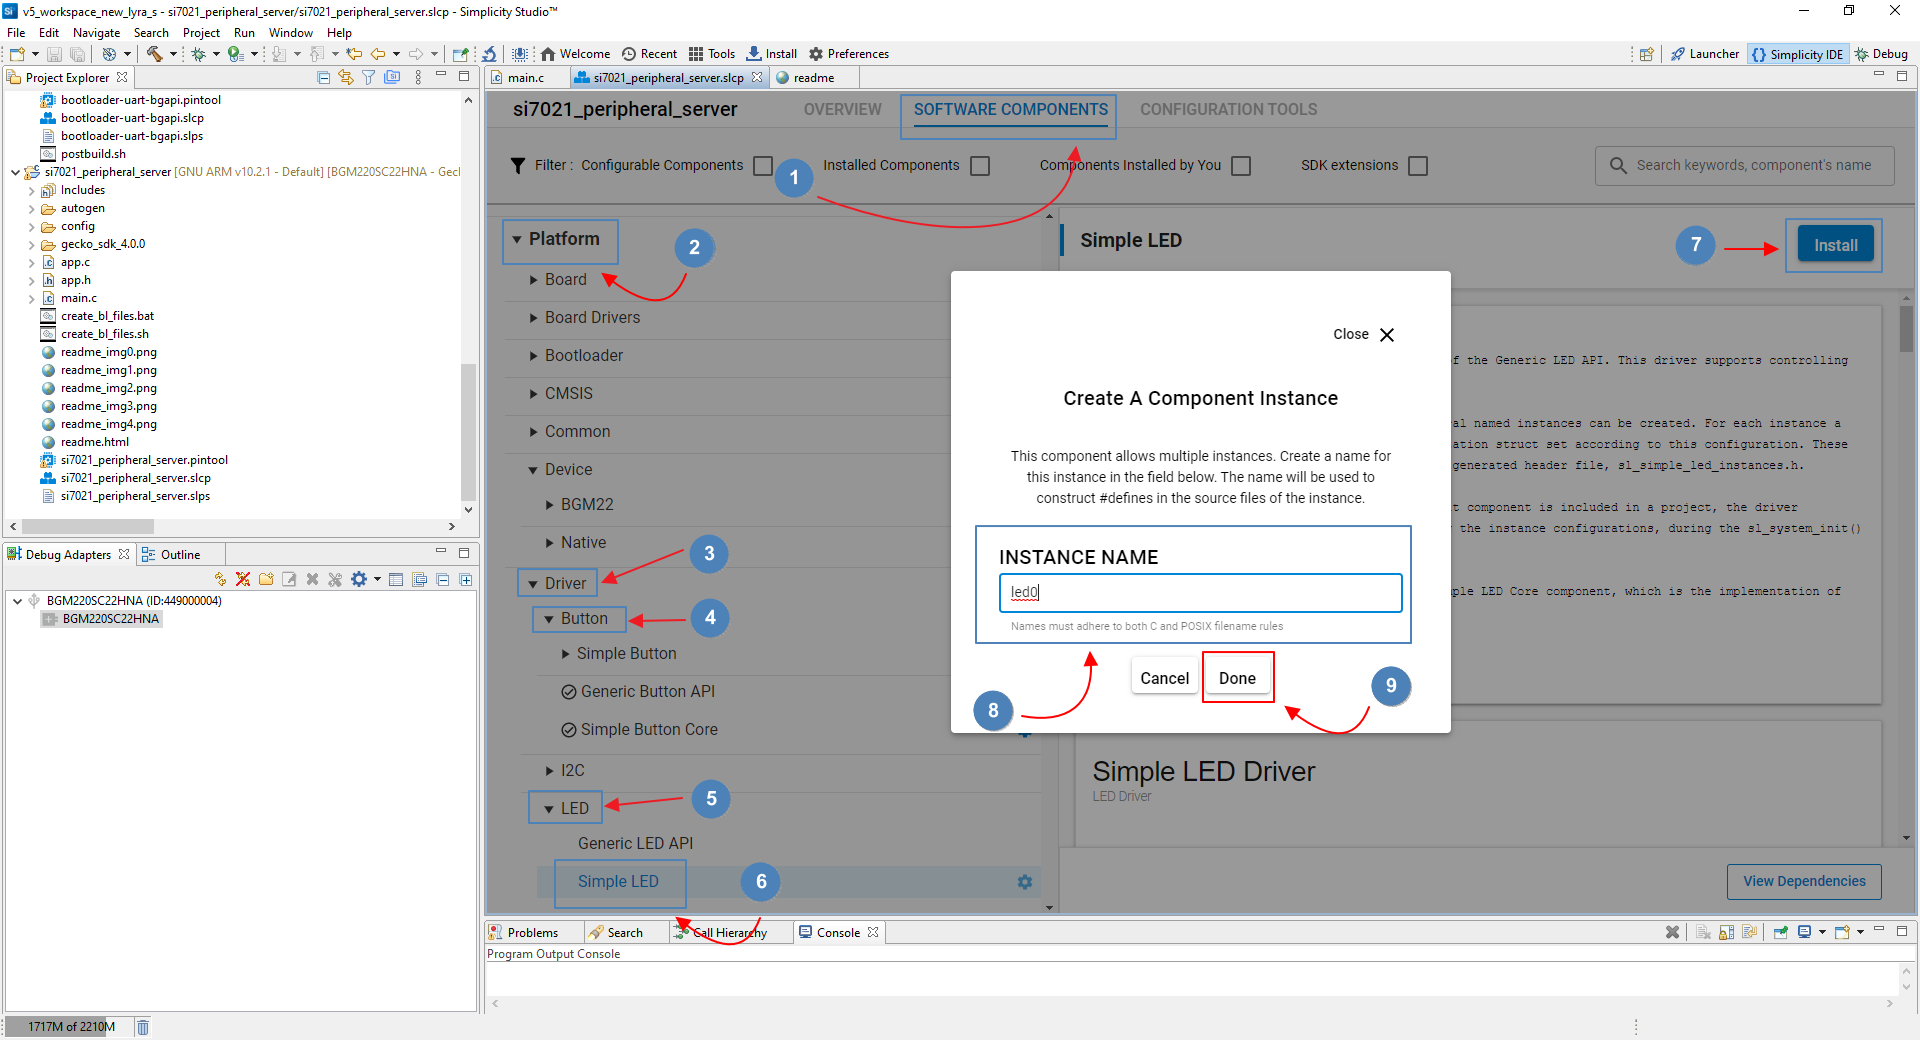 v5_workspace_new_lyra_s - si7021_peripheral_server/si7021_peripheral_server.slcp - Simplicity Studio™
File Edit Navigate Search Project Run Window Help
Welcome Recent Tools Install Preferences Launcher Simplicity IDE Debug
Project Explorer
bootloader-uart-bgapi.pintool
bootloader-uart-bgapi.slcp
bootloader-uart-bgapi.slps
postbuild.sh
si7021_peripheral_server [GNU ARM v10.2.1 - Default] [BGM220SC22HNA - Gecl
Includes
autogen
config
gecko_sdk_4.0.0
app.c
app.h
main.c
create_bl_files.bat
create_bl_files.sh
readme_img0.png
readme_img1.png
readme_img2.png
readme_img3.png
readme_img4.png
readme.html
si7021_peripheral_server.pintool
si7021_peripheral_server.slcp
si7021_peripheral_server.slps
Debug Adapters Outline
BGM220SC22HNA (ID:449000004)
BGM220SC22HNA
1717M of 2210M
main.c si7021_peripheral_server.slcp readme
si7021_peripheral_server OVERVIEW SOFTWARE COMPONENTS CONFIGURATION TOOLS
Filter : Configurable Components Installed Components Components Installed by You SDK extensions Search keywords, component's name
1
Platform
2
Board
Board Drivers
Bootloader
CMSIS
Common
Device
BGM22
Native
Driver
3
Button
4
Simple Button
Generic Button API
Simple Button Core
I2C
LED
5
Generic LED API
Simple LED
6
Simple LED
7
Install
f the Generic LED API. This driver supports controlling
al named instances can be created. For each instance a
ation struct set according to this configuration. These
generated header file, sl_simple_led_instances.h.
t component is included in a project, the driver
the instance configurations, during the sl_system_init()
ple LED Core component, which is the implementation of
Simple LED Driver
LED Driver
View Dependencies
Close
Create A Component Instance
This component allows multiple instances. Create a name for
this instance in the field below. The name will be used to
construct #defines in the source files of the instance.
INSTANCE NAME
led0
Names must adhere to both C and POSIX filename rules
Cancel Done
8
9
Problems Search Call Hierarchy Console
Program Output Console